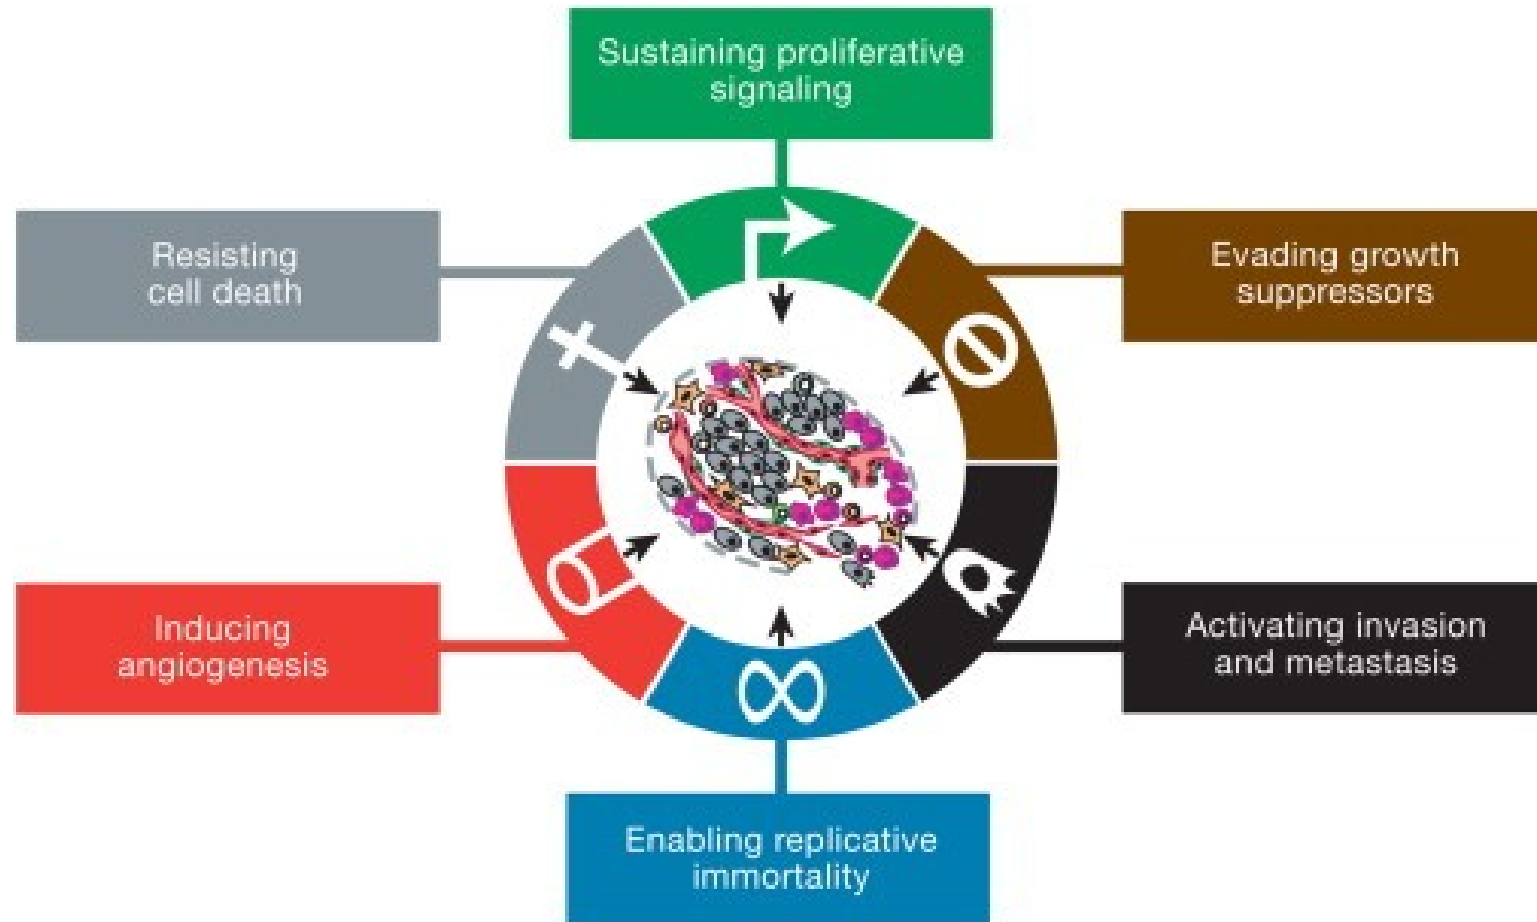 Sustaining proliferative
signaling
Resisting
cell death
Evading growth
suppressors
Inducing
angiogenesis
Activating invasion
and metastasis
Enabling replicative
immortality